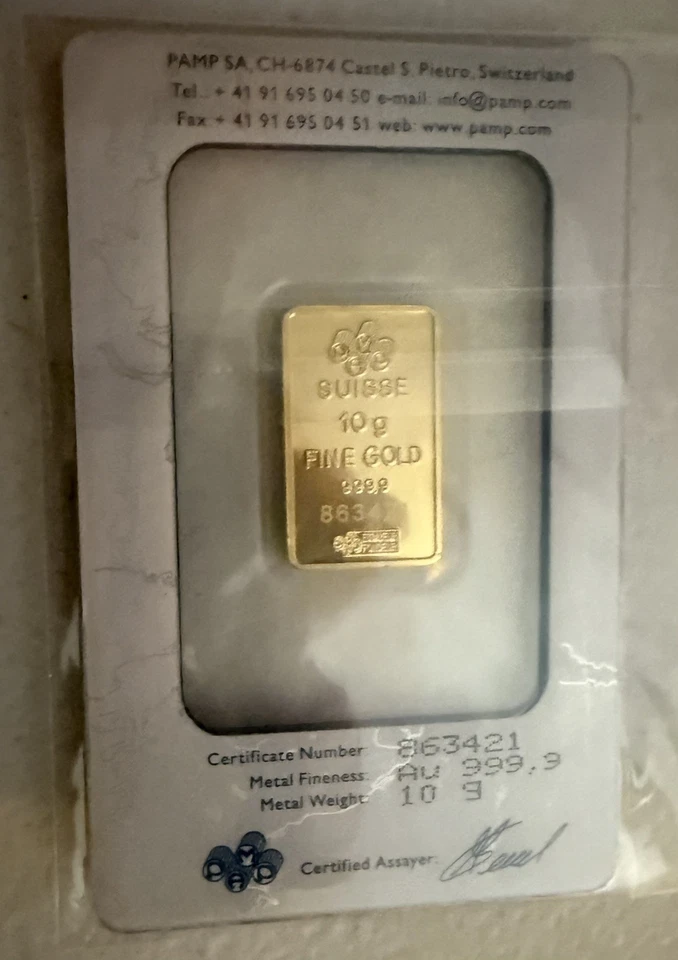 PAMP SA, CH-6874 Castel S. Pietro, Switzerland
Tel.: + 41 91 695 04 50 e-mail: info@pamp.com
Fax + 41 91 695 04 51 web: www.pamp.com
SUISSE
10 g
FINE GOLD
999,9
8634
Certificate Number: 863421
Metal Fineness: Au 999,9
Metal Weight: 10 g
PAMP
Certified Assayer: